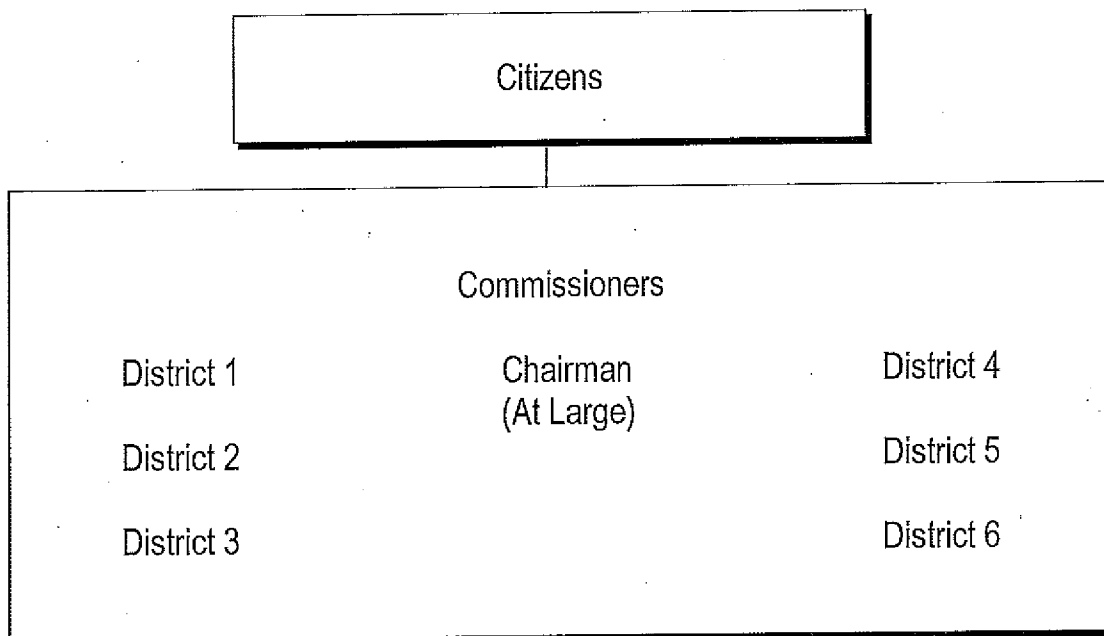 Citizens
Commissioners
District 1
Chairman
(At Large)
District 4
District 2
District 5
District 3
District 6